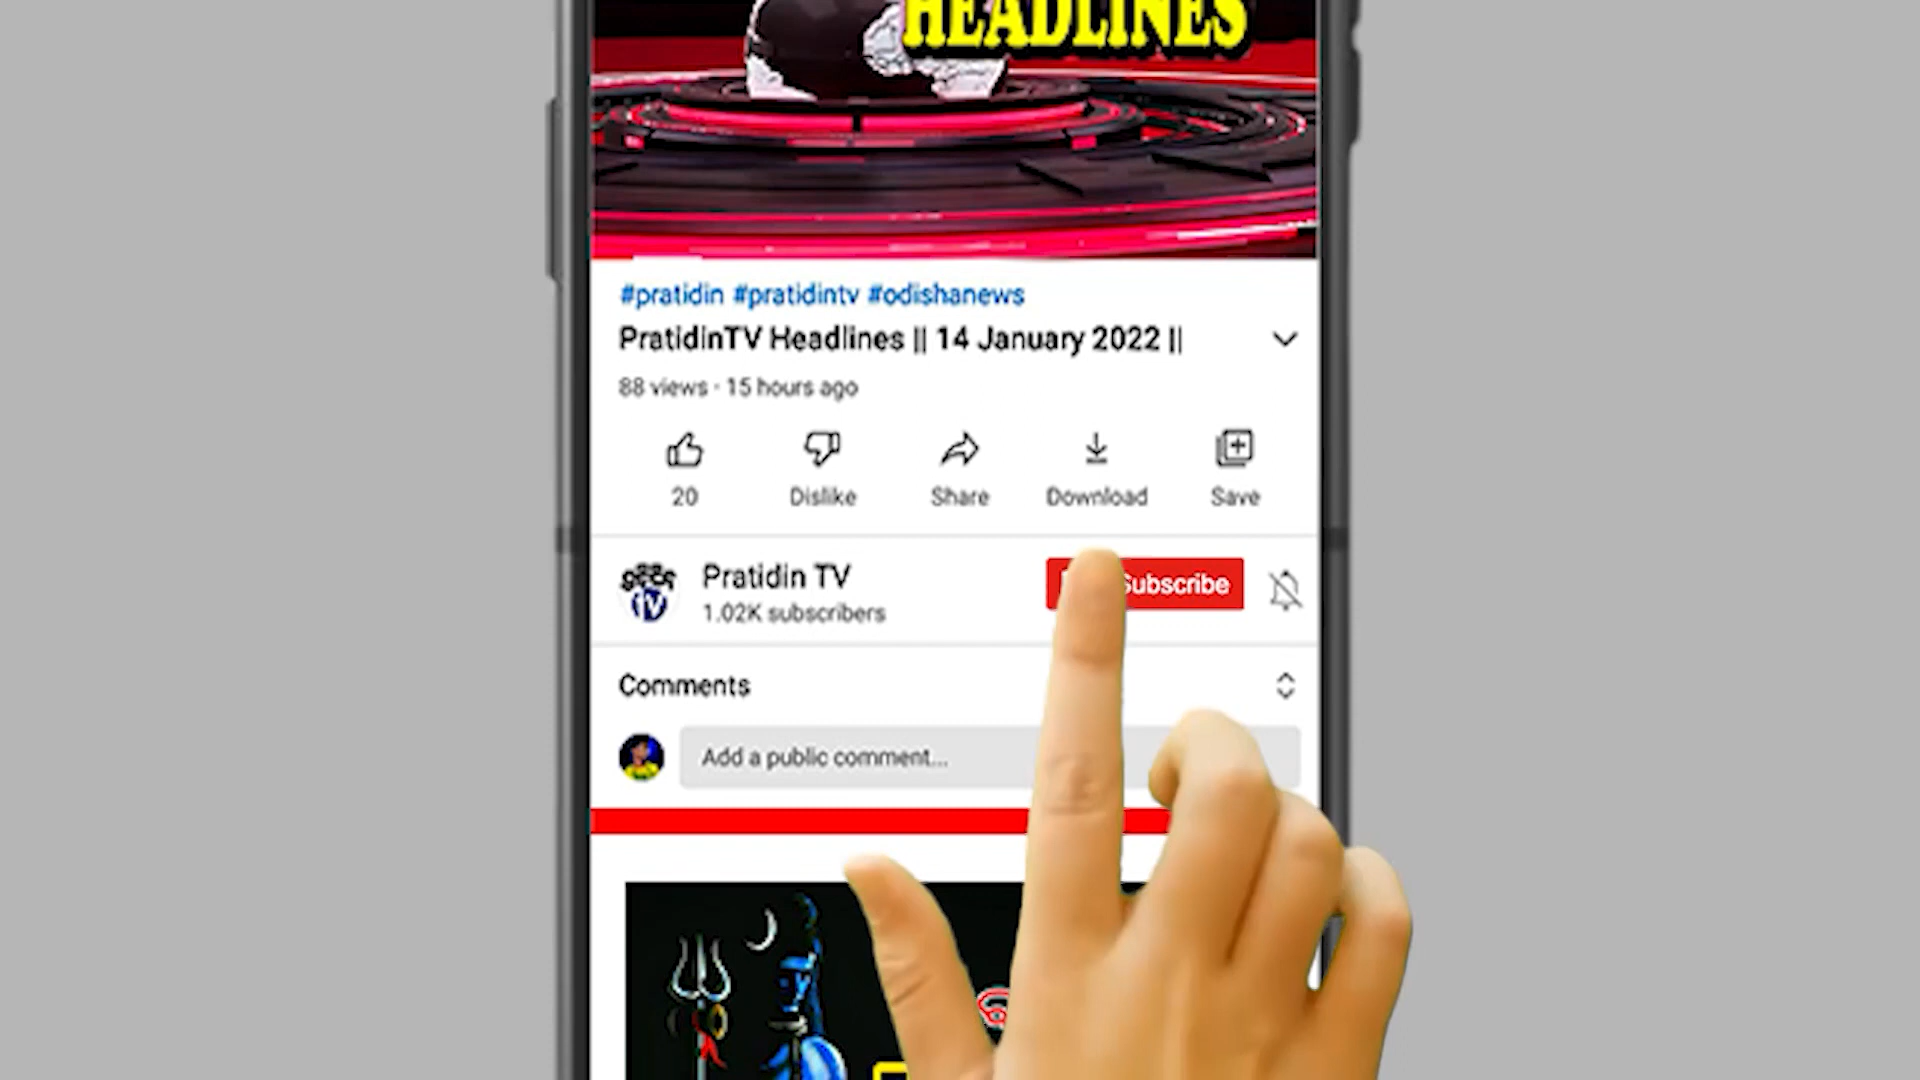 HEADLINES
#pratidin #pratidintv #odishanews
PratidinTV Headlines || 14 January 2022 ||
88 views · 15 hours ago
20
Dislike
Share
Download
Save
Pratidin TV
Subscribe
1.02K subscribers
Comments
Add a public comment...